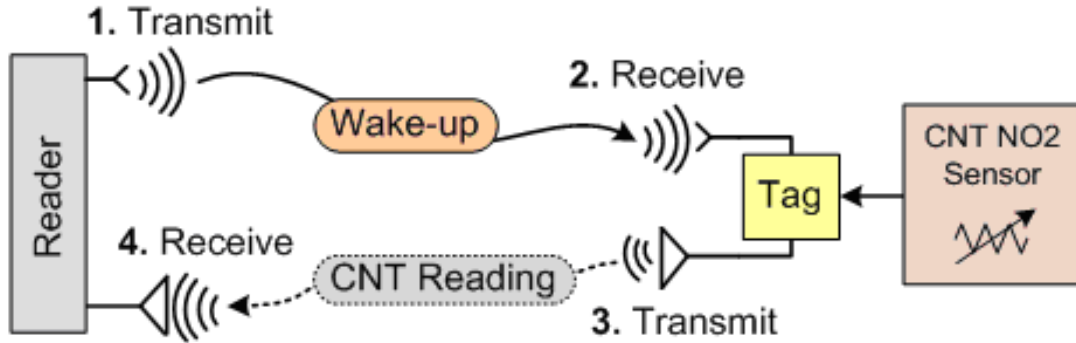 1. Transmit
2. Receive
Wake-up
Reader
CNT NO2
Sensor
Tag
4. Receive
CNT Reading
3. Transmit